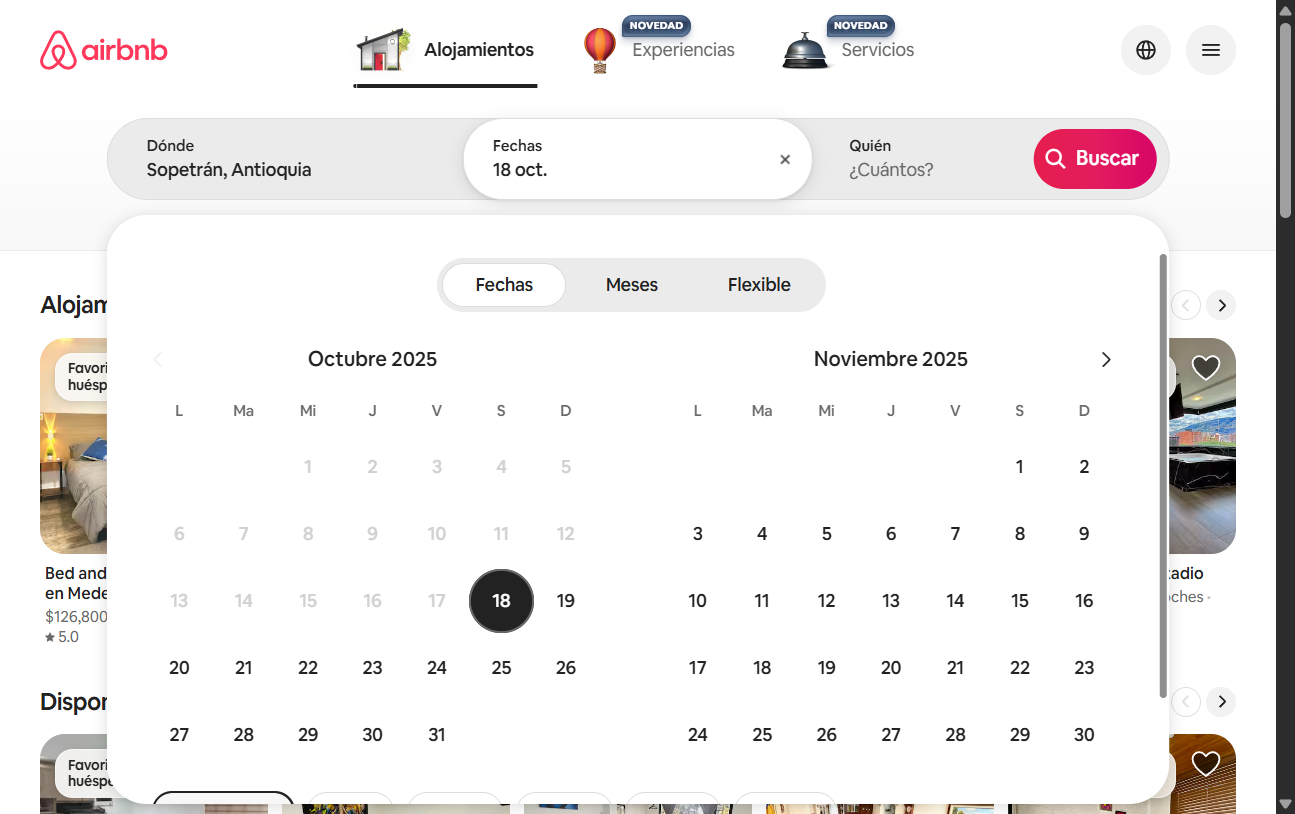 airbnb
Alojamientos
NOVEDAD
Experiencias
NOVEDAD
Servicios
Dónde
Sopetrán, Antioquia
Fechas
18 oct.
Quién
¿Cuántos?
Buscar
Fechas
Meses
Flexible
Octubre 2025
L Ma Mi J V S D
1 2 3 4 5
6 7 8 9 10 11 12
13 14 15 16 17 18 19
20 21 22 23 24 25 26
27 28 29 30 31
Noviembre 2025
L Ma Mi J V S D
1 2
3 4 5 6 7 8 9
10 11 12 13 14 15 16
17 18 19 20 21 22 23
24 25 26 27 28 29 30
Alojam
Favori
huésp
Bed and
en Mede
$126,800
★ 5.0
tadio
oches ·
Dispon
Favori
huéspe